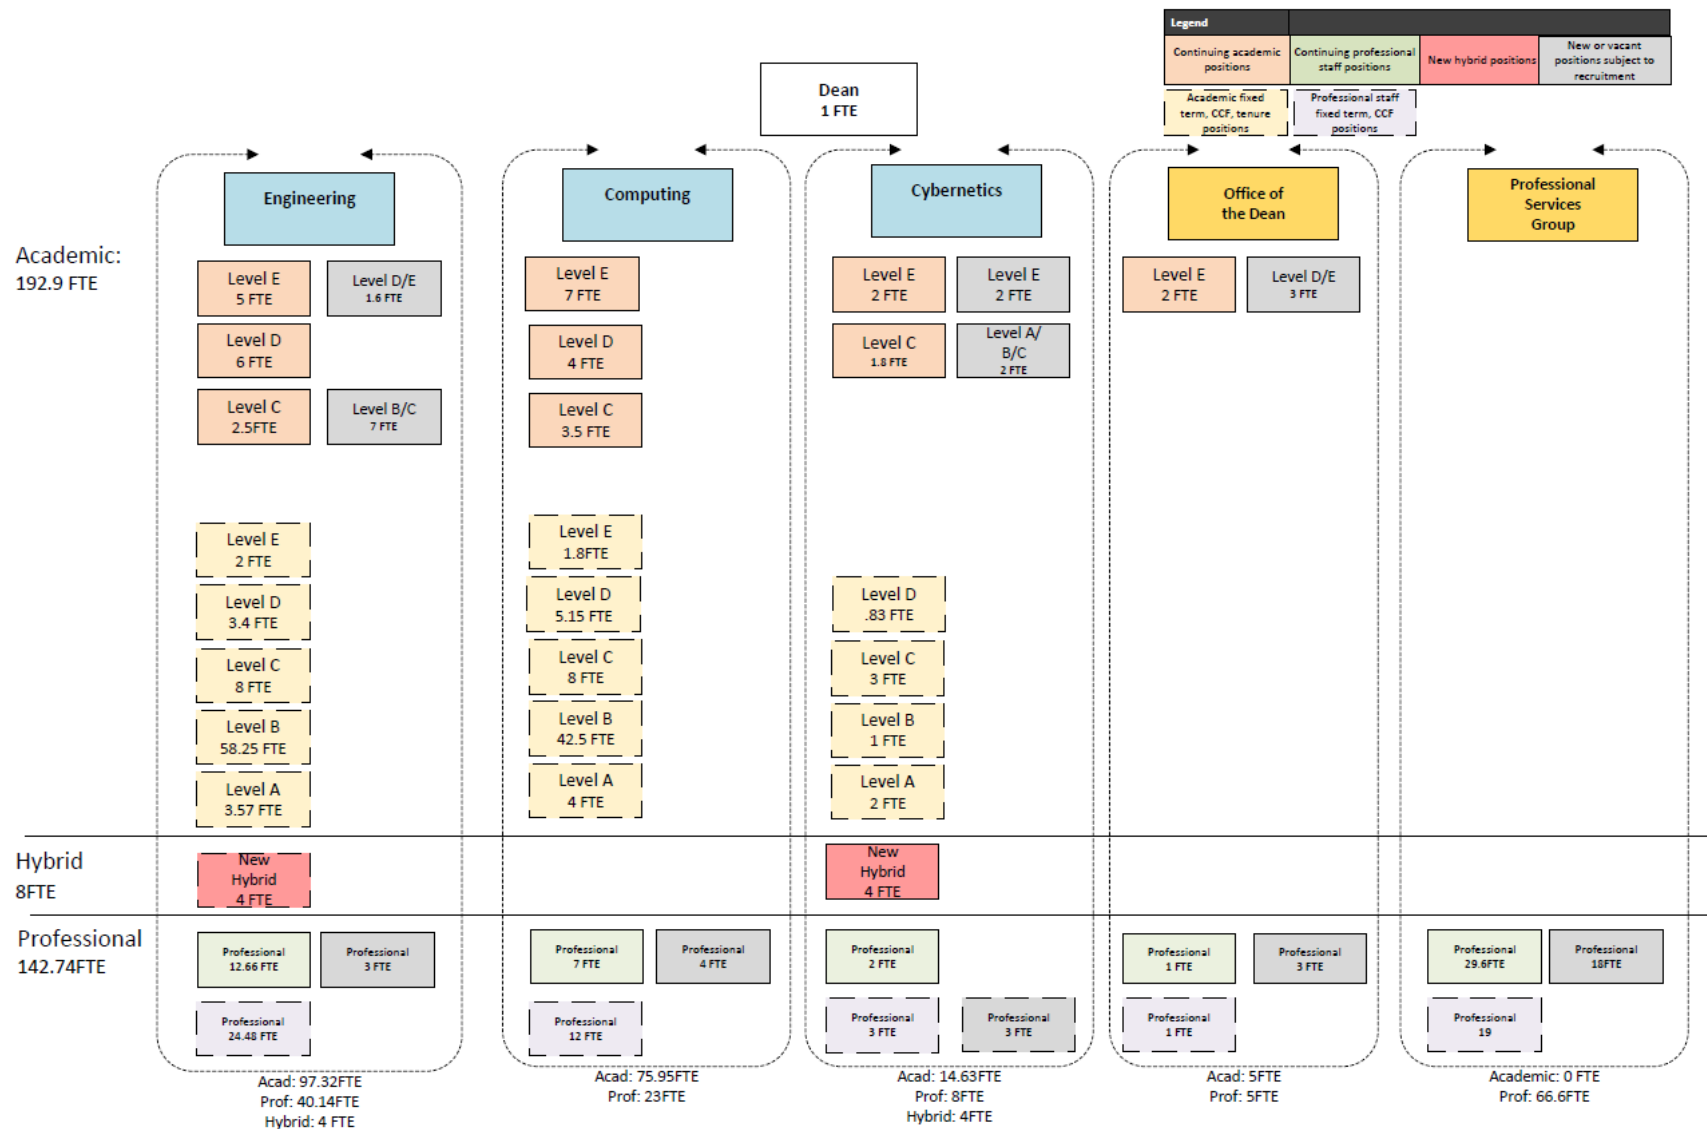 Legend
Continuing academic
positions
Continuing professional
staff positions
New hybrid positions
New or vacant
positions subject to
recruitment
Academic fixed
term, CCF, tenure
positions
Professional staff
fixed term, CCF
positions
Dean
1 FTE
Engineering
Computing
Cybernetics
Office of
the Dean
Professional
Services
Group
Academic:
192.9 FTE
Level E
5 FTE
Level D/E
1.6 FTE
Level D
6 FTE
Level C
2.5FTE
Level B/C
7 FTE
Level E
2 FTE
Level D
3.4 FTE
Level C
8 FTE
Level B
58.25 FTE
Level A
3.57 FTE
Level E
7 FTE
Level D
4 FTE
Level C
3.5 FTE
Level E
1.8FTE
Level D
5.15 FTE
Level C
8 FTE
Level B
42.5 FTE
Level A
4 FTE
Level E
2 FTE
Level E
2 FTE
Level C
1.8 FTE
Level A/
B/C
2 FTE
Level D
.83 FTE
Level C
3 FTE
Level B
1 FTE
Level A
2 FTE
Level E
2 FTE
Level D/E
3 FTE
Hybrid
8FTE
New
Hybrid
4 FTE
New
Hybrid
4 FTE
Professional
142.74FTE
Professional
12.66 FTE
Professional
3 FTE
Professional
24.48 FTE
Professional
7 FTE
Professional
4 FTE
Professional
12 FTE
Professional
2 FTE
Professional
3 FTE
Professional
3 FTE
Professional
1 FTE
Professional
3 FTE
Professional
1 FTE
Professional
29.6FTE
Professional
18FTE
Professional
19
Acad: 97.32FTE
Prof: 40.14FTE
Hybrid: 4 FTE
Acad: 75.95FTE
Prof: 23FTE
Acad: 14.63FTE
Prof: 8FTE
Hybrid: 4FTE
Acad: 5FTE
Prof: 5FTE
Academic: 0 FTE
Prof: 66.6FTE